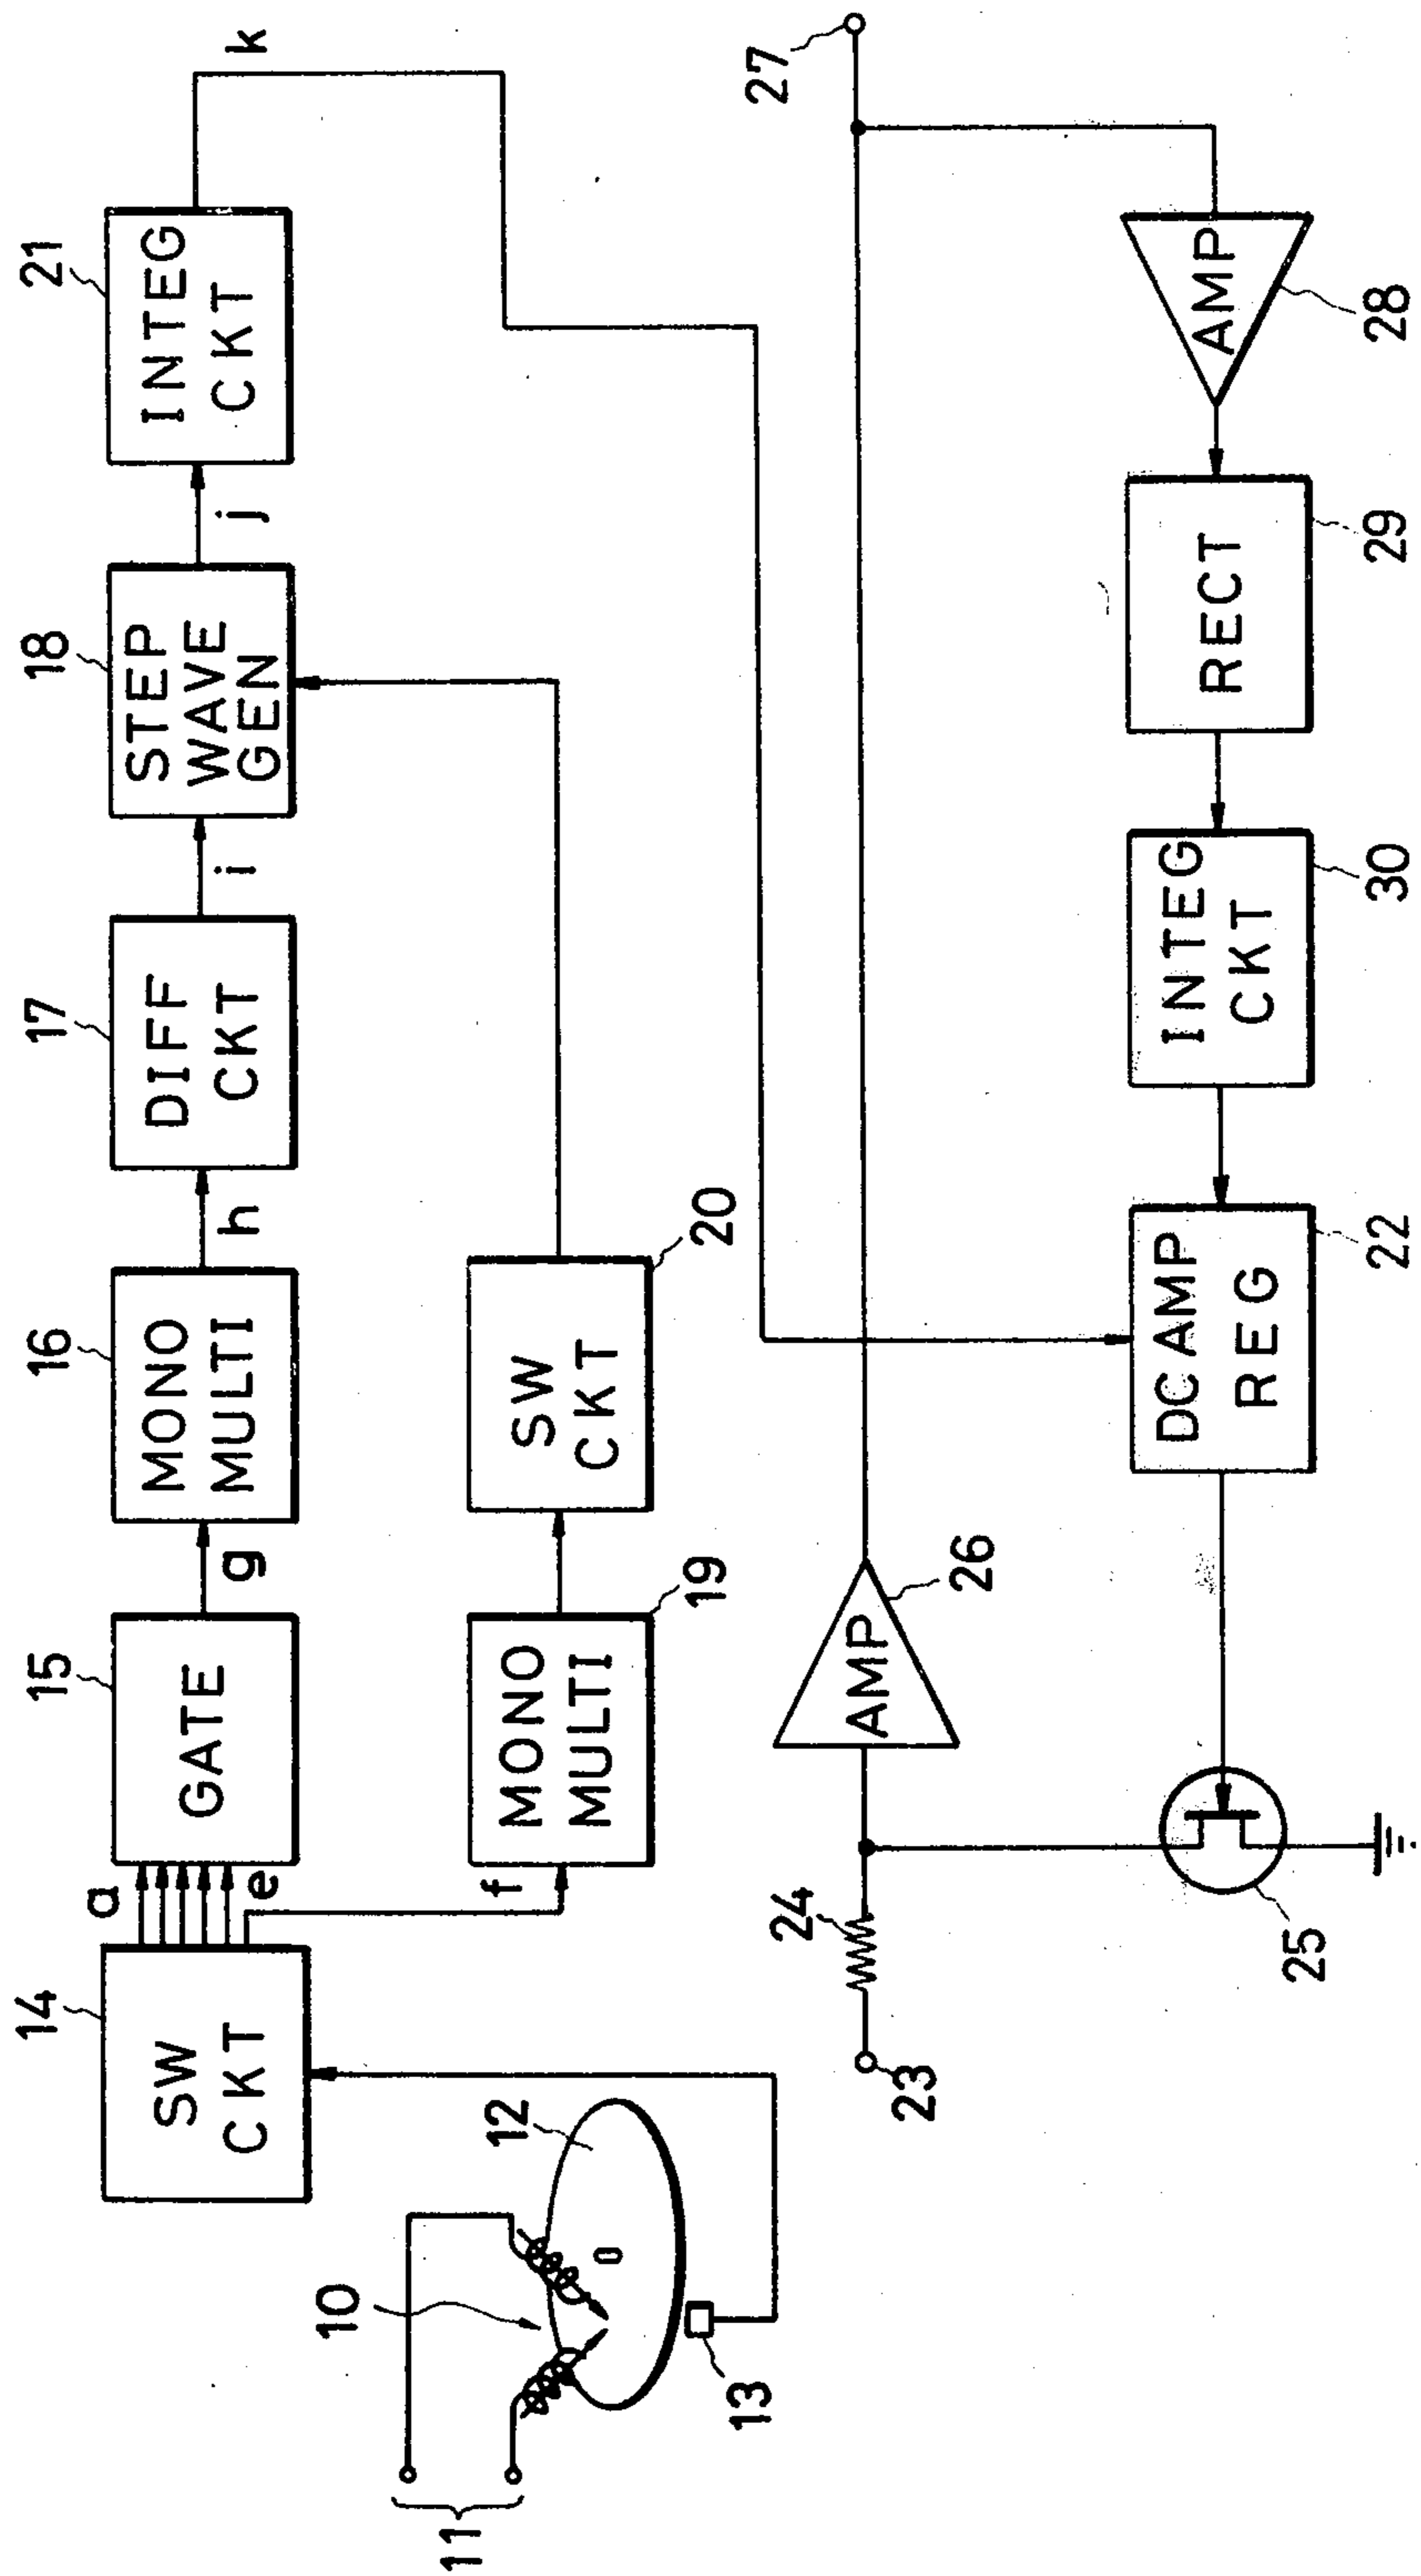 14
SW
CKT
a
e
f
15
GATE
g
16
MONO
MULTI
h
17
DIFF
CKT
i
18
STEP
WAVE
GEN
j
21
INTEG
CKT
k
19
MONO
MULTI
20
SW
CKT
10
11
12
13
23
24
AMP
26
27
25
22
DC AMP
REG
30
INTEG
CKT
29
RECT
28
AMP